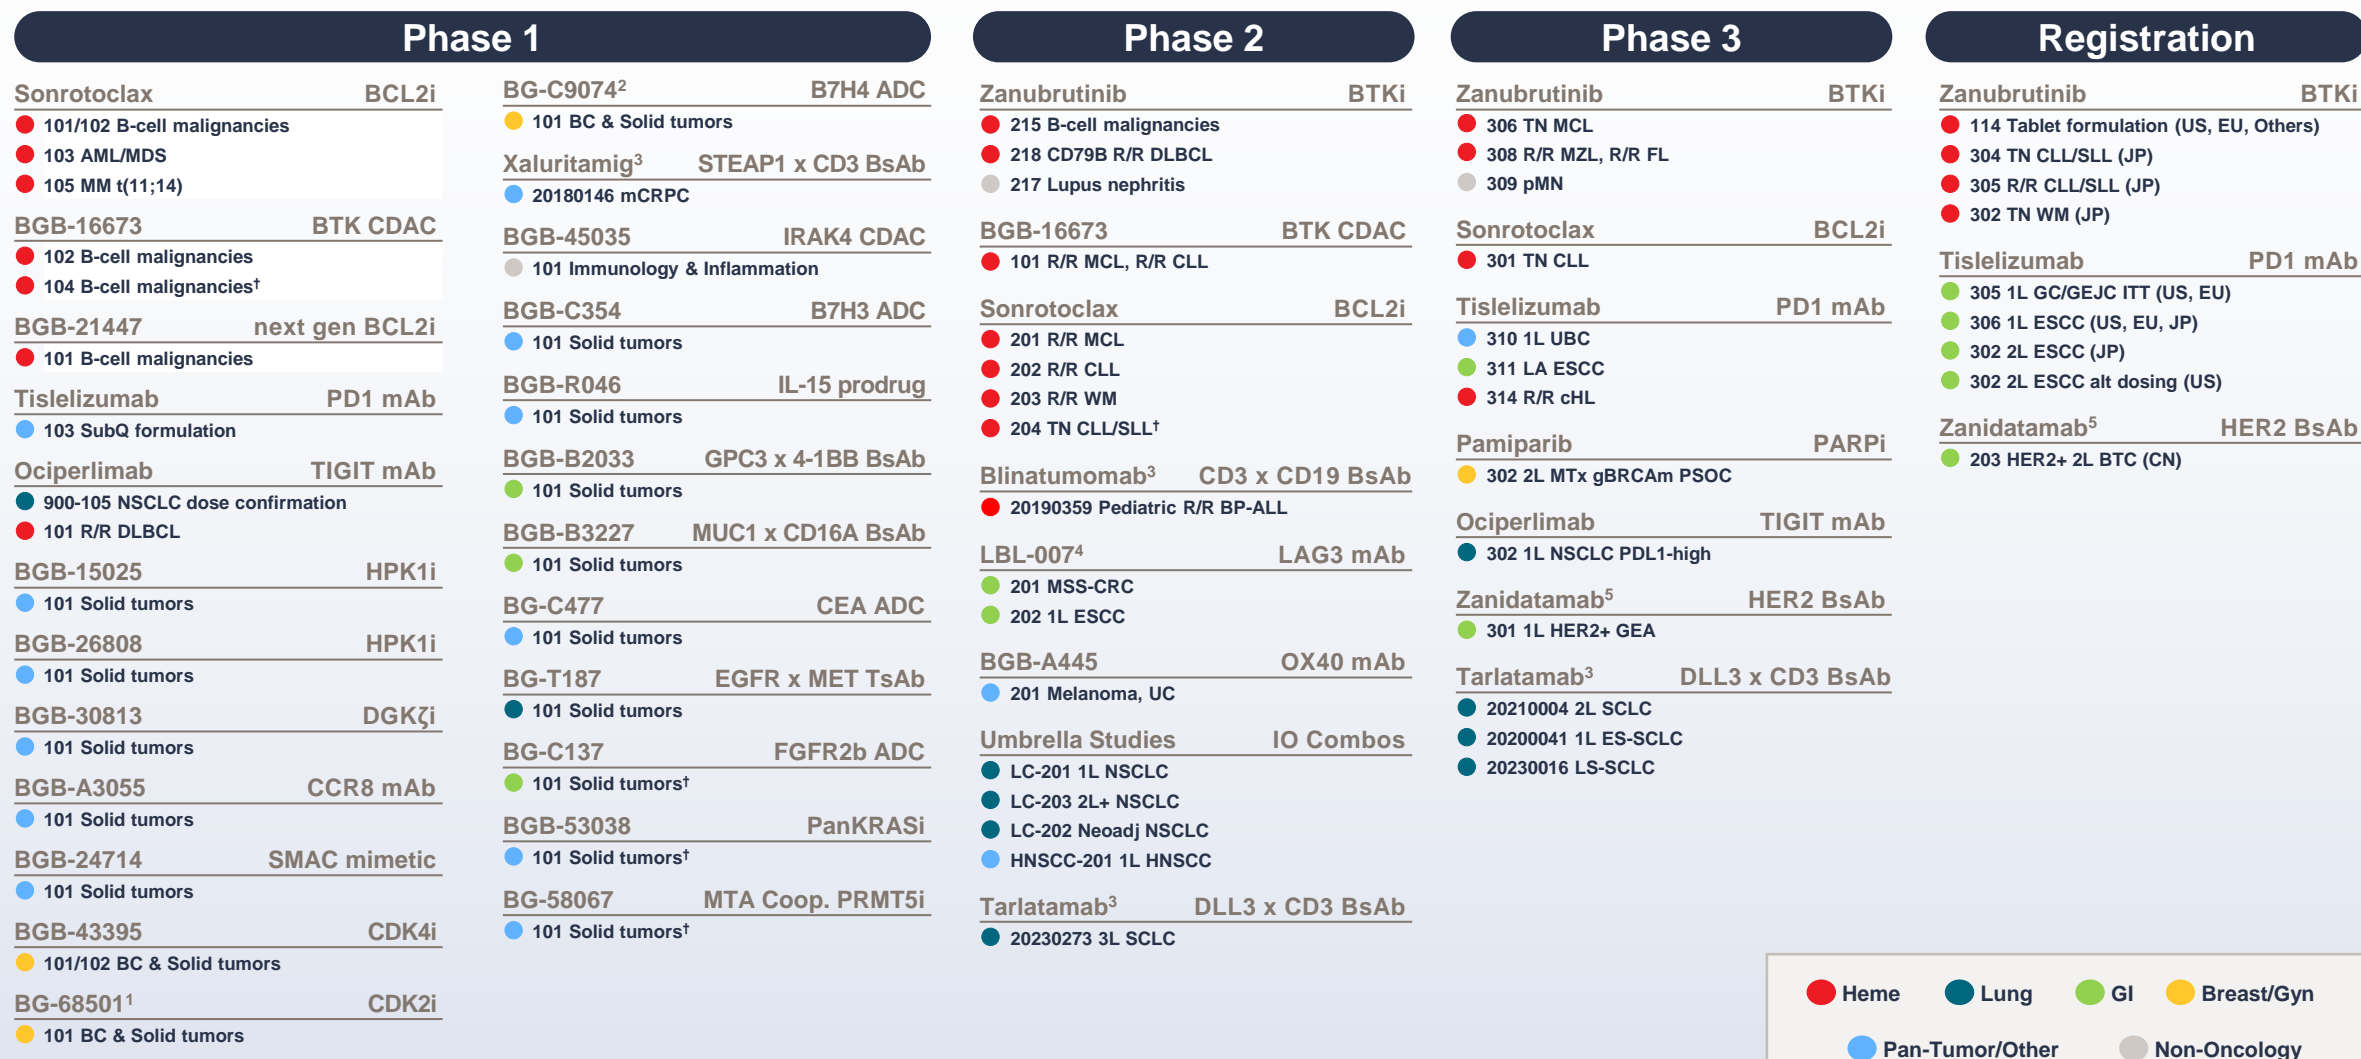 Phase 1
Sonrotoclax BCL2i
101/102 B-cell malignancies
103 AML/MDS
105 MM t(11;14)
BGB-16673 BTK CDAC
102 B-cell malignancies
104 B-cell malignancies†
BGB-21447 next gen BCL2i
101 B-cell malignancies
Tislelizumab PD1 mAb
103 SubQ formulation
Ociperlimab TIGIT mAb
900-105 NSCLC dose confirmation
101 R/R DLBCL
BGB-15025 HPK1i
101 Solid tumors
BGB-26808 HPK1i
101 Solid tumors
BGB-30813 DGKζi
101 Solid tumors
BGB-A3055 CCR8 mAb
101 Solid tumors
BGB-24714 SMAC mimetic
101 Solid tumors
BGB-43395 CDK4i
101/102 BC & Solid tumors
BG-68501¹ CDK2i
101 BC & Solid tumors
BG-C9074² B7H4 ADC
101 BC & Solid tumors
Xaluritamig³ STEAP1 x CD3 BsAb
20180146 mCRPC
BGB-45035 IRAK4 CDAC
101 Immunology & Inflammation
BGB-C354 B7H3 ADC
101 Solid tumors
BGB-R046 IL-15 prodrug
101 Solid tumors
BGB-B2033 GPC3 x 4-1BB BsAb
101 Solid tumors
BGB-B3227 MUC1 x CD16A BsAb
101 Solid tumors
BG-C477 CEA ADC
101 Solid tumors
BG-T187 EGFR x MET TsAb
101 Solid tumors
BG-C137 FGFR2b ADC
101 Solid tumors†
BGB-53038 PanKRASi
101 Solid tumors†
BG-58067 MTA Coop. PRMT5i
101 Solid tumors†
Phase 2
Zanubrutinib BTKi
215 B-cell malignancies
218 CD79B R/R DLBCL
217 Lupus nephritis
BGB-16673 BTK CDAC
101 R/R MCL, R/R CLL
Sonrotoclax BCL2i
201 R/R MCL
202 R/R CLL
203 R/R WM
204 TN CLL/SLL†
Blinatumomab³ CD3 x CD19 BsAb
20190359 Pediatric R/R BP-ALL
LBL-007⁴ LAG3 mAb
201 MSS-CRC
202 1L ESCC
BGB-A445 OX40 mAb
201 Melanoma, UC
Umbrella Studies IO Combos
LC-201 1L NSCLC
LC-203 2L+ NSCLC
LC-202 Neoadj NSCLC
HNSCC-201 1L HNSCC
Tarlatamab³ DLL3 x CD3 BsAb
20230273 3L SCLC
Phase 3
Zanubrutinib BTKi
306 TN MCL
308 R/R MZL, R/R FL
309 pMN
Sonrotoclax BCL2i
301 TN CLL
Tislelizumab PD1 mAb
310 1L UBC
311 LA ESCC
314 R/R cHL
Pamiparib PARPi
302 2L MTx gBRCAm PSOC
Ociperlimab TIGIT mAb
302 1L NSCLC PDL1-high
Zanidatamab⁵ HER2 BsAb
301 1L HER2+ GEA
Tarlatamab³ DLL3 x CD3 BsAb
20210004 2L SCLC
20200041 1L ES-SCLC
20230016 LS-SCLC
Registration
Zanubrutinib BTKi
114 Tablet formulation (US, EU, Others)
304 TN CLL/SLL (JP)
305 R/R CLL/SLL (JP)
302 TN WM (JP)
Tislelizumab PD1 mAb
305 1L GC/GEJC ITT (US, EU)
306 1L ESCC (US, EU, JP)
302 2L ESCC (JP)
302 2L ESCC alt dosing (US)
Zanidatamab⁵ HER2 BsAb
203 HER2+ 2L BTC (CN)
Heme Lung GI Breast/Gyn
Pan-Tumor/Other Non-Oncology